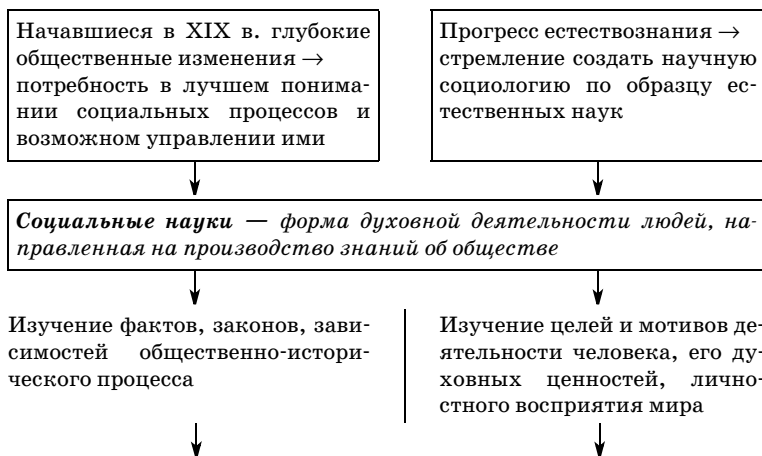 Начавшиеся в XIX в. глубокие
общественные изменения →
потребность в лучшем понима-
нии социальных процессов и
возможном управлении ими
Прогресс естествознания →
стремление создать научную
социологию по образцу ес-
тественных наук
Социальные науки — форма духовной деятельности людей, на-
правленная на производство знаний об обществе
Изучение фактов, законов, зави-
симостей общественно-истори-
ческого процесса
Изучение целей и мотивов де-
ятельности человека, его ду-
ховных ценностей, лично-
стного восприятия мира